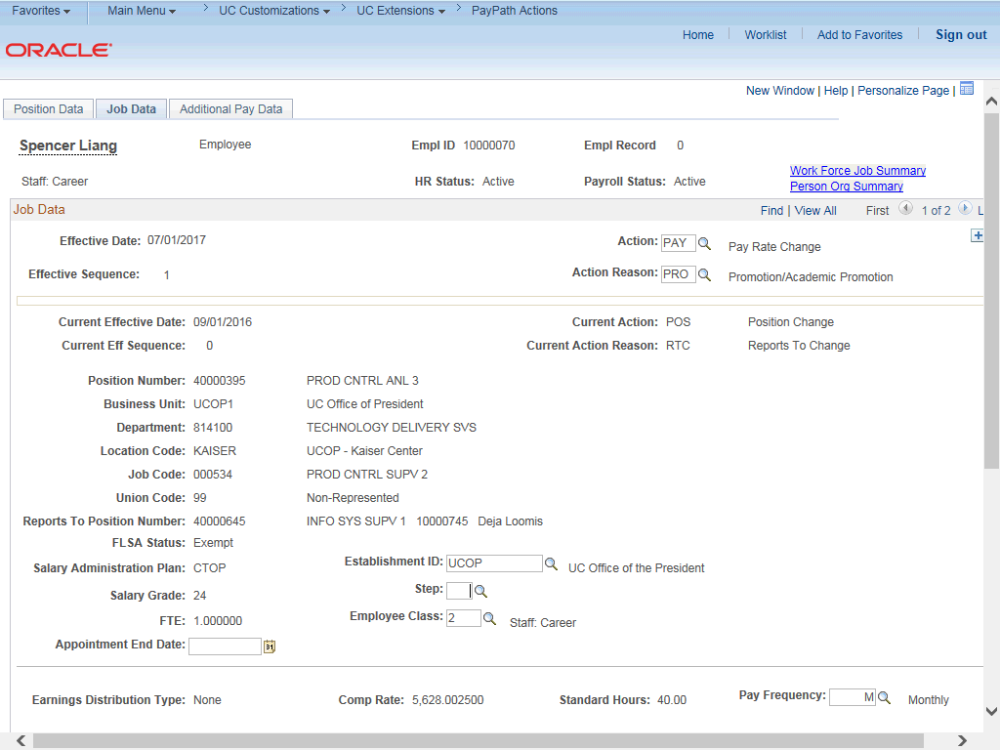 Favorites Main Menu > UC Customizations > UC Extensions > PayPath Actions
Home Worklist Add to Favorites Sign out
ORACLE
New Window | Help | Personalize Page |
Position Data Job Data Additional Pay Data
Spencer Liang Employee Empl ID 10000070 Empl Record 0
Staff: Career HR Status: Active Payroll Status: Active Work Force Job Summary
Person Org Summary
Job Data Find | View All First 1 of 2 L
Effective Date: 07/01/2017 Action: PAY Pay Rate Change
Effective Sequence: 1 Action Reason: PRO Promotion/Academic Promotion
Current Effective Date: 09/01/2016 Current Action: POS Position Change
Current Eff Sequence: 0 Current Action Reason: RTC Reports To Change
Position Number: 40000395 PROD CNTRL ANL 3
Business Unit: UCOP1 UC Office of President
Department: 814100 TECHNOLOGY DELIVERY SVS
Location Code: KAISER UCOP - Kaiser Center
Job Code: 000534 PROD CNTRL SUPV 2
Union Code: 99 Non-Represented
Reports To Position Number: 40000645 INFO SYS SUPV 1 10000745 Deja Loomis
FLSA Status: Exempt
Salary Administration Plan: CTOP Establishment ID: UCOP UC Office of the President
Salary Grade: 24 Step:
FTE: 1.000000 Employee Class: 2 Staff: Career
Appointment End Date: 31
Earnings Distribution Type: None Comp Rate: 5,628.002500 Standard Hours: 40.00 Pay Frequency: M Monthly